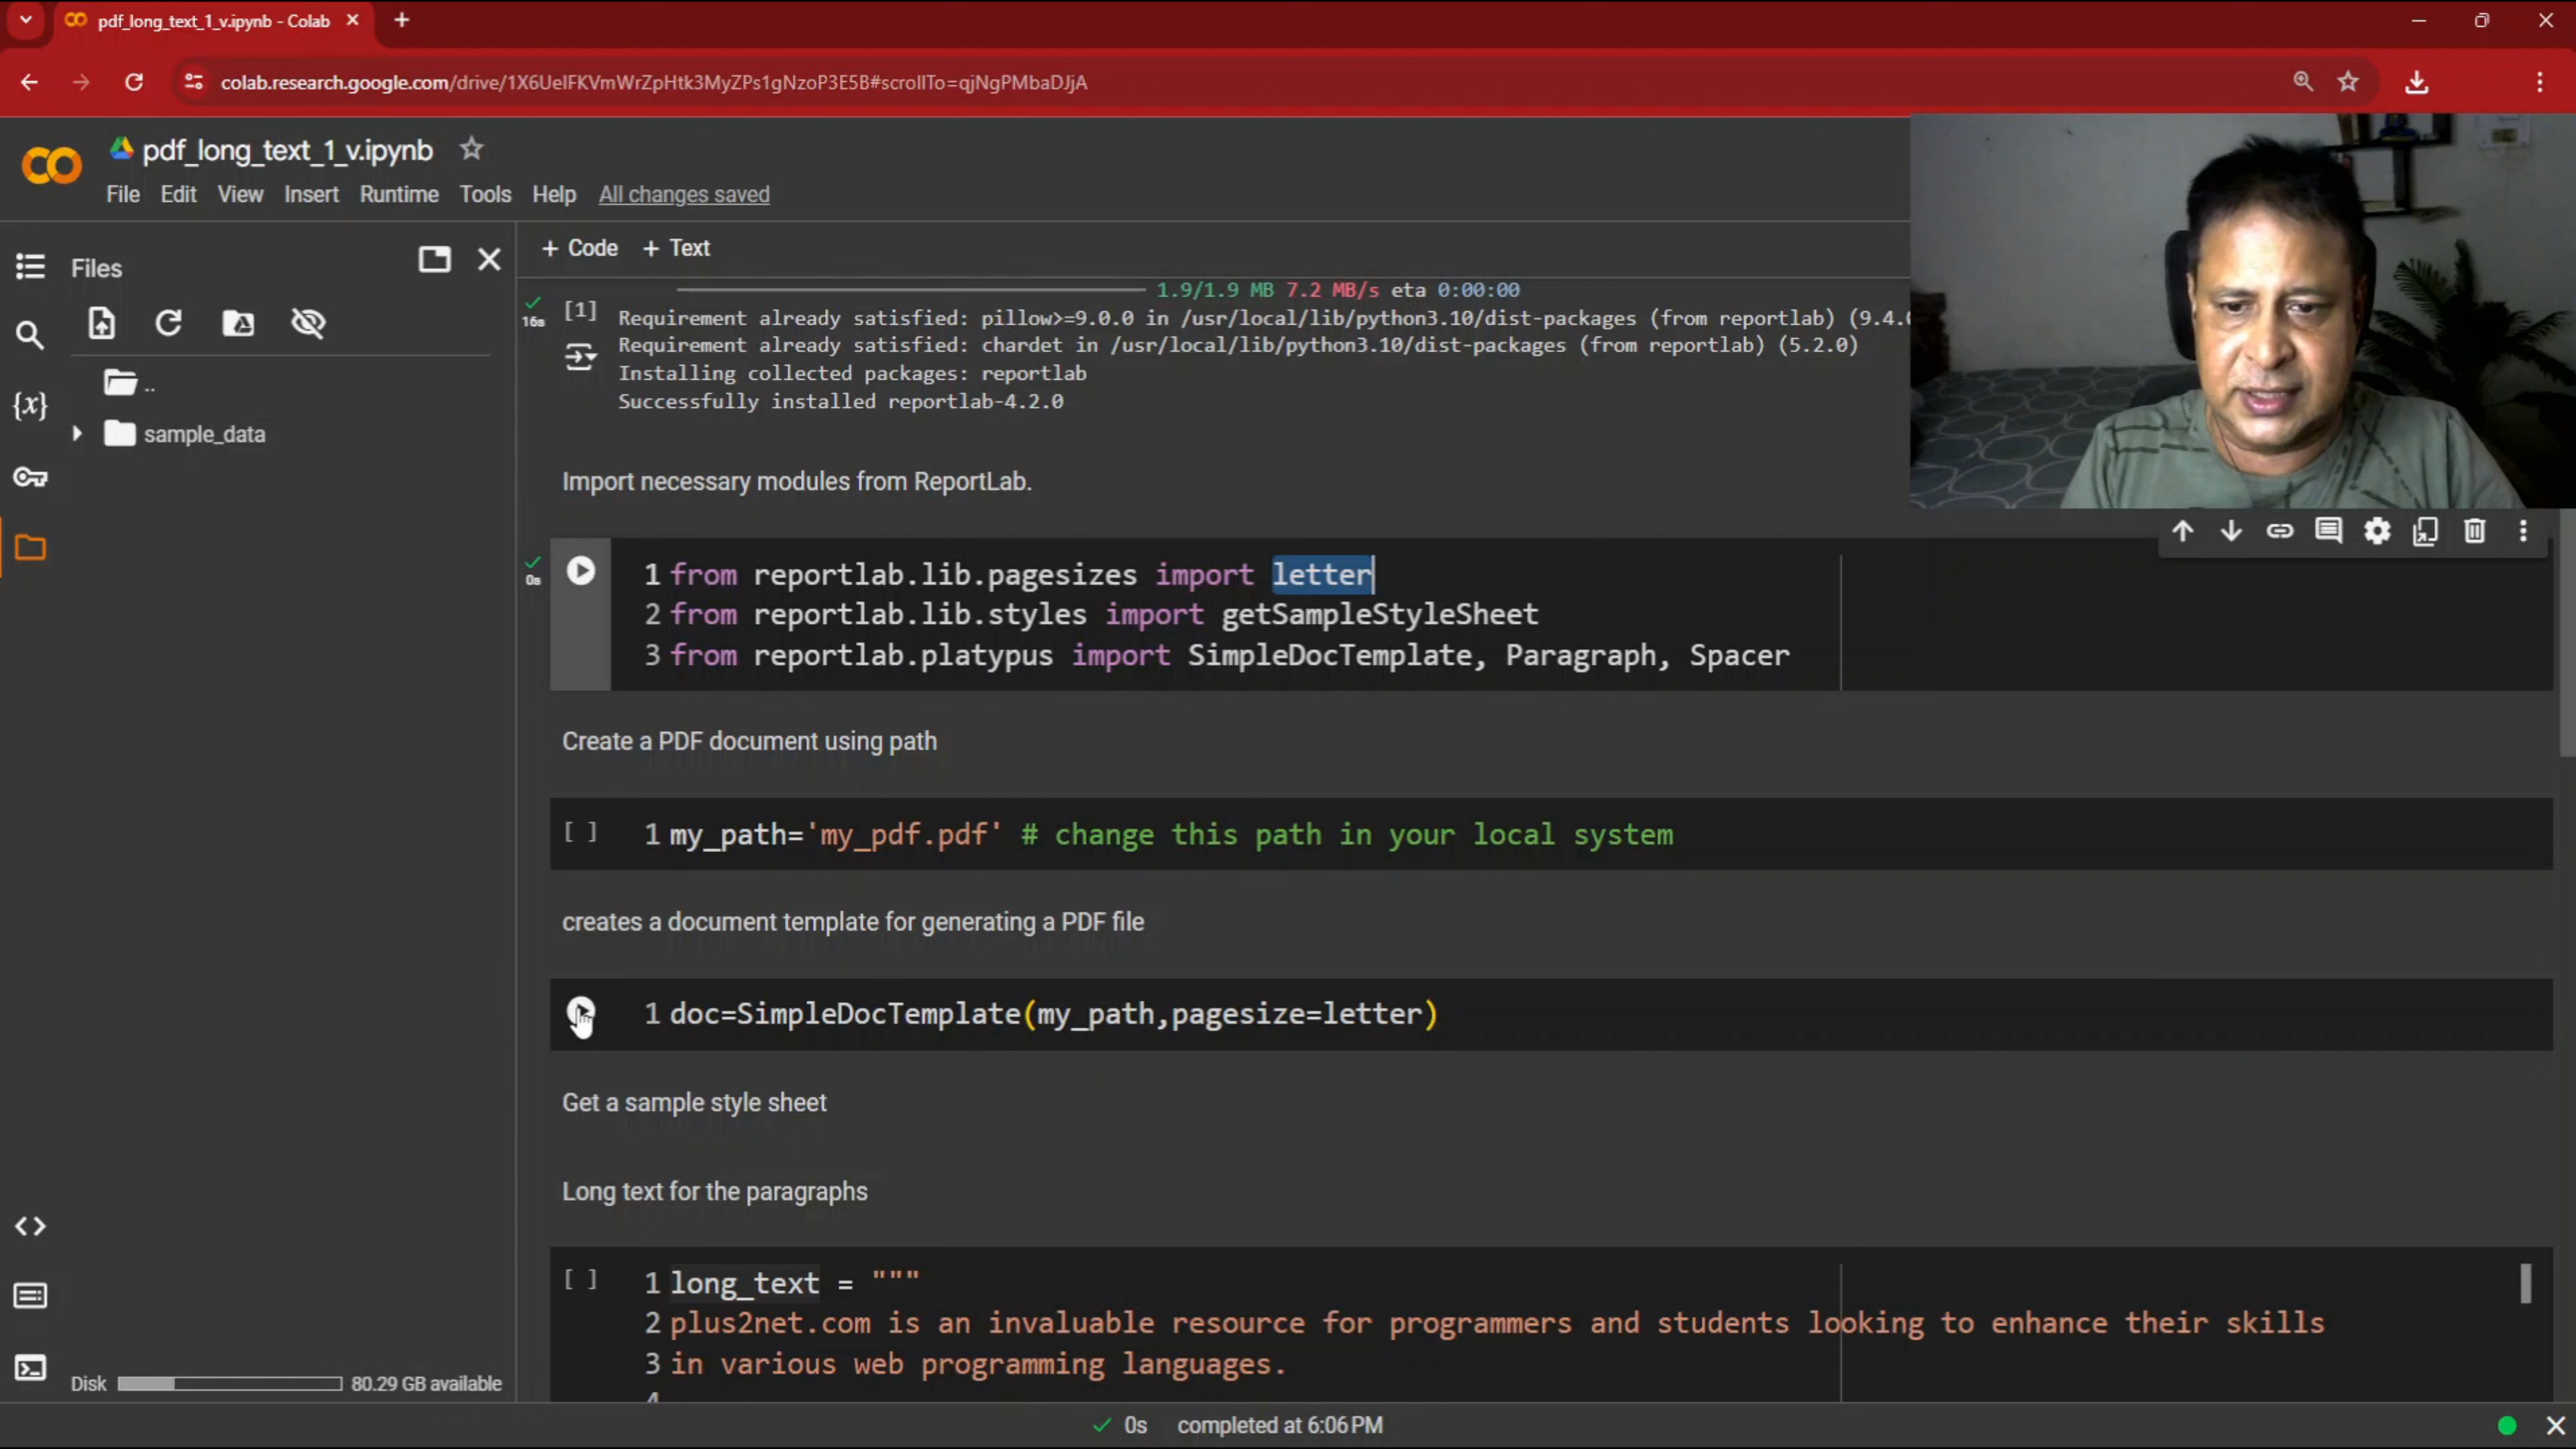 pdf_long_text_1_v.ipynb - Colab
colab.research.google.com/drive/1X6UelFKVmWrZpHtk3MyZPs1gNzoP3E5B#scrollTo=qjNgPMbaDJjA
pdf_long_text_1_v.ipynb
File Edit View Insert Runtime Tools Help All changes saved
Files
+ Code + Text
..
sample_data
1.9/1.9 MB 7.2 MB/s eta 0:00:00
16s [1] Requirement already satisfied: pillow>=9.0.0 in /usr/local/lib/python3.10/dist-packages (from reportlab) (9.4.
Requirement already satisfied: chardet in /usr/local/lib/python3.10/dist-packages (from reportlab) (5.2.0)
Installing collected packages: reportlab
Successfully installed reportlab-4.2.0
Import necessary modules from ReportLab.
0s
1 from reportlab.lib.pagesizes import letter
2 from reportlab.lib.styles import getSampleStyleSheet
3 from reportlab.platypus import SimpleDocTemplate, Paragraph, Spacer
Create a PDF document using path
[ ] 1 my_path='my_pdf.pdf' # change this path in your local system
creates a document template for generating a PDF file
1 doc=SimpleDocTemplate(my_path,pagesize=letter)
Get a sample style sheet
Long text for the paragraphs
[ ] 1 long_text = """
2 plus2net.com is an invaluable resource for programmers and students looking to enhance their skills
3 in various web programming languages.
4
Disk 80.29 GB available
0s completed at 6:06 PM